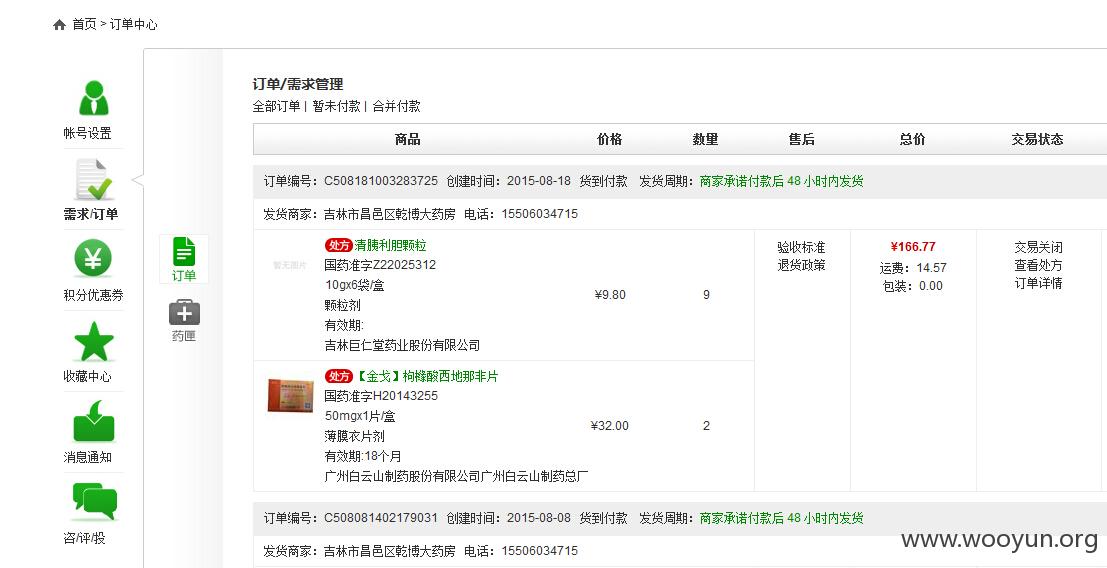 首页 > 订单中心
帐号设置
需求/订单
积分优惠券
收藏中心
消息通知
咨/评/投
订单
药匣
订单/需求管理
全部订单 | 暂未付款 | 合并付款
商品 价格 数量 售后 总价 交易状态
订单编号：C508181003283725 创建时间：2015-08-18 货到付款 发货周期：商家承诺付款后 48 小时内发货
发货商家：吉林市昌邑区乾博大药房 电话：15506034715
暂无图片
处方 清胰利胆颗粒
国药准字Z22025312
10gx6袋/盒
颗粒剂
有效期:
吉林巨仁堂药业股份有限公司
¥9.80
9
验收标准
退货政策
¥166.77
运费：14.57
包装：0.00
交易关闭
查看处方
订单详情
处方【金戈】枸橼酸西地那非片
国药准字H20143255
50mgx1片/盒
薄膜衣片剂
有效期:18个月
广州白云山制药股份有限公司广州白云山制药总厂
¥32.00
2
订单编号：C508081402179031 创建时间：2015-08-08 货到付款 发货周期：商家承诺付款后 48 小时内发货
发货商家：吉林市昌邑区乾博大药房 电话：15506034715
www.wooyun.org